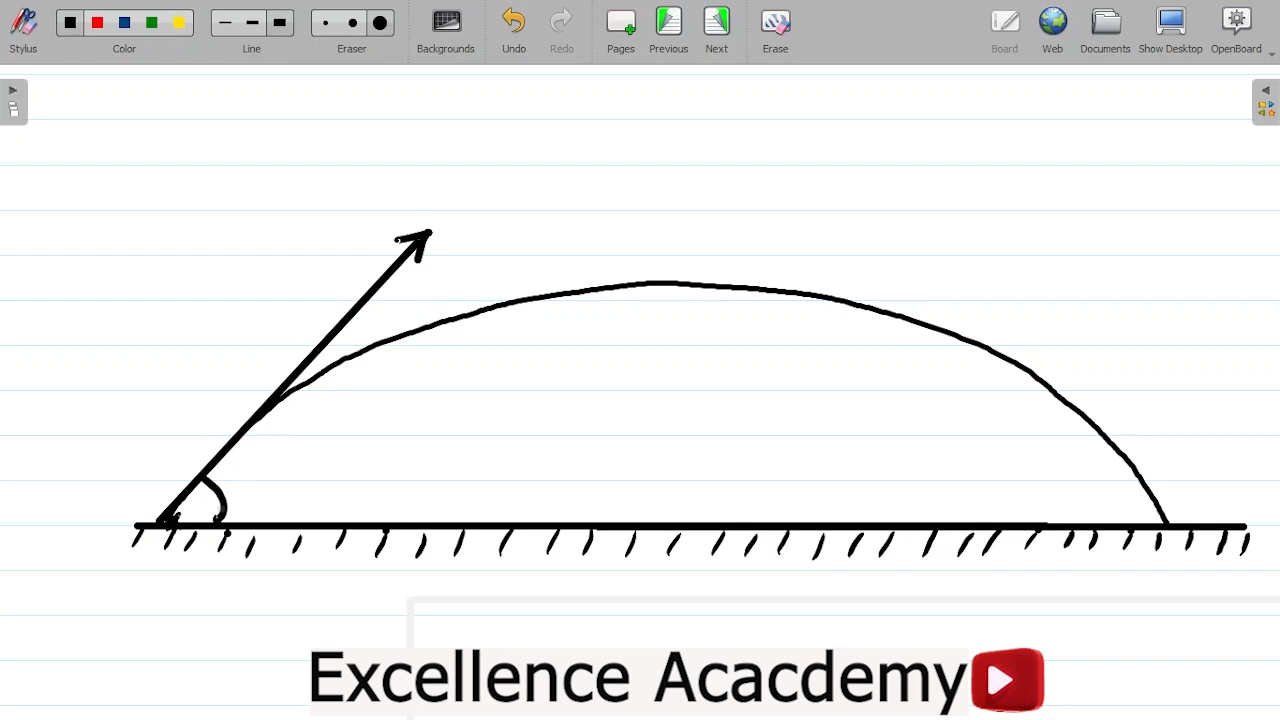 Stylus
Color
Line
Eraser
Backgrounds
Undo
Redo
Pages
Previous
Next
Erase
Board
Web
Documents
Show Desktop
OpenBoard
Excellence Acacdemy